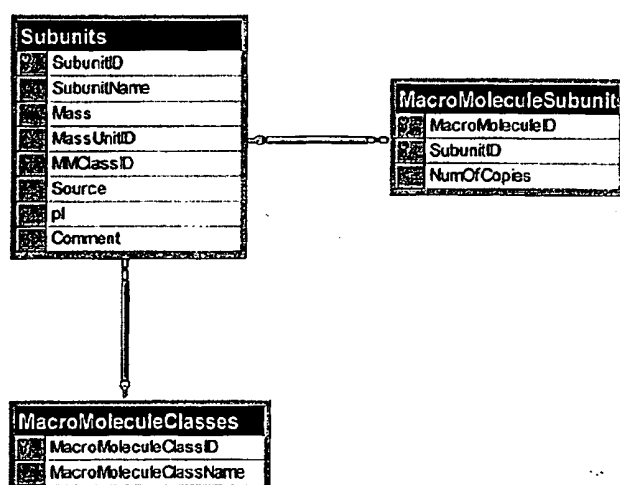 Subunits
SubunitID
SubunitName
Mass
MassUnitID
MMClassID
Source
pI
Comment
MacroMoleculeSubunits
MacroMoleculeID
SubunitID
NumOfCopies
MacroMoleculeClasses
MacroMoleculeClassID
MacroMoleculeClassName